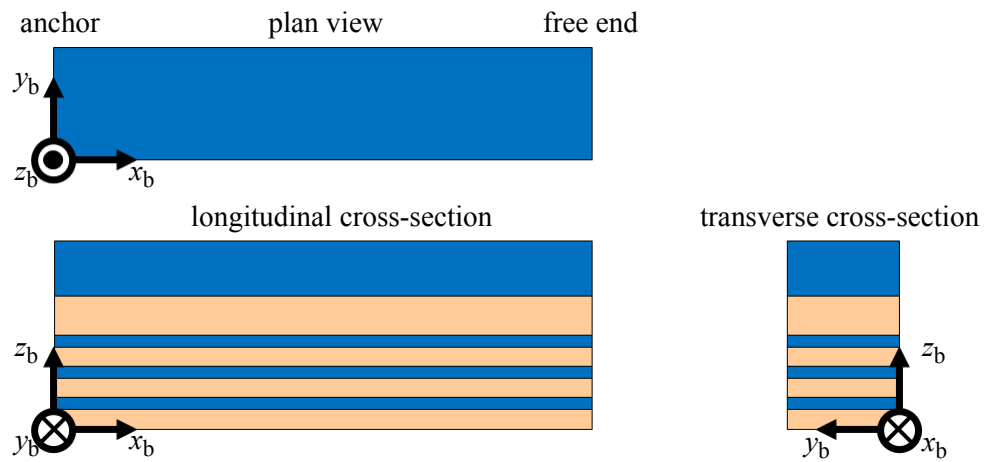 anchor plan view free end
y_b
z_b x_b
longitudinal cross-section transverse cross-section
z_b z_b
y_b x_b y_b x_b